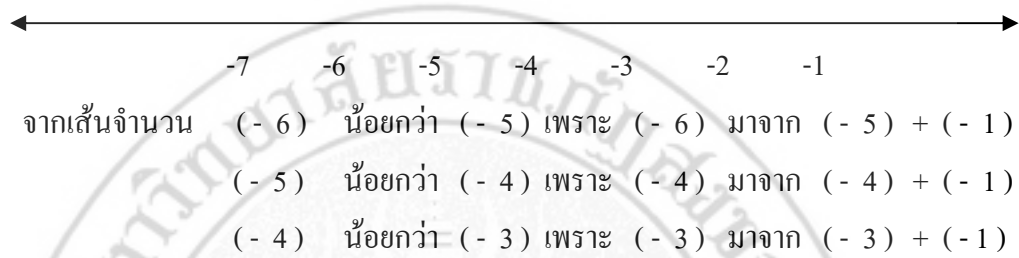 -7 -6 -5 -4 -3 -2 -1
จากเส้นจำนวน (- 6) น้อยกว่า (- 5) เพราะ (- 6) มาจาก (- 5) + (- 1)
(- 5) น้อยกว่า (- 4) เพราะ (- 4) มาจาก (- 4) + (- 1)
(- 4) น้อยกว่า (- 3) เพราะ (- 3) มาจาก (- 3) + (-1)